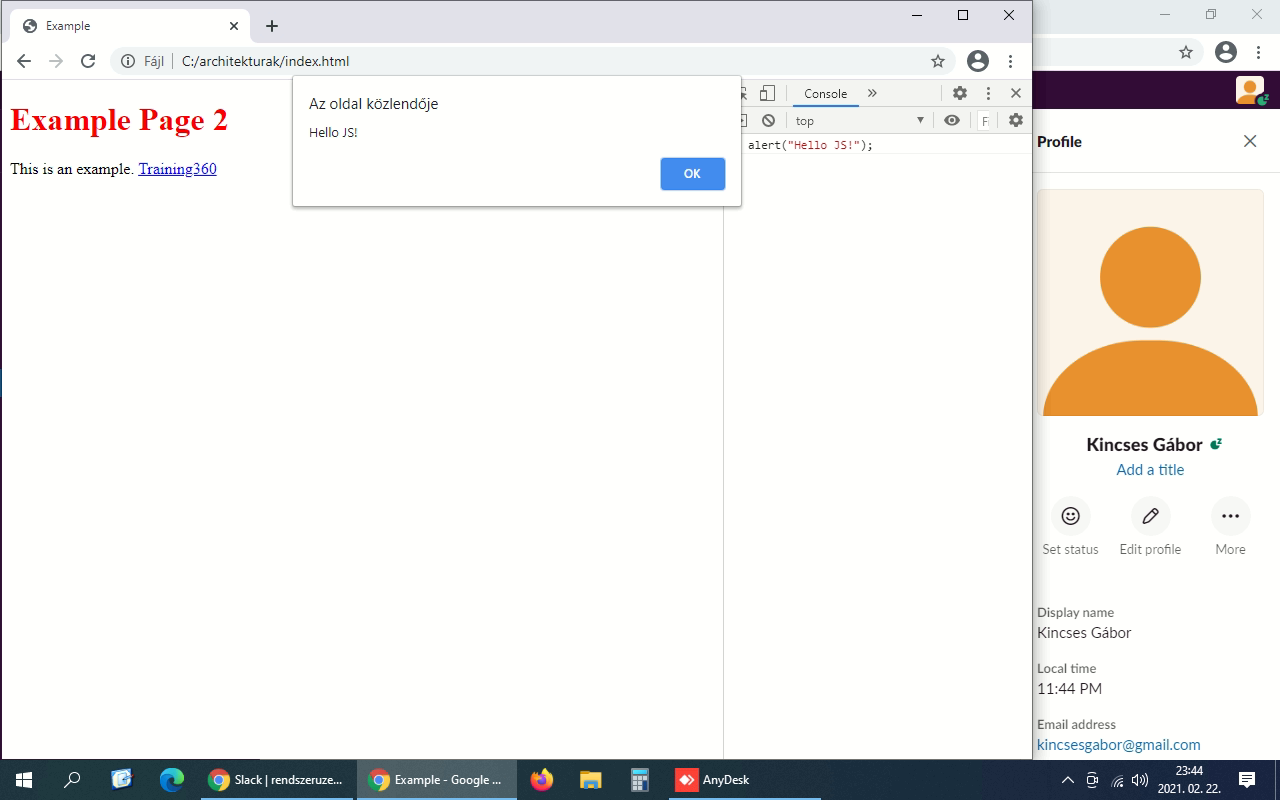 Example
Fájl
C:/architekturak/index.html
Az oldal közlendője
Hello JS!
OK
Example Page 2
This is an example. Training360
Console
top
alert("Hello JS!");
Profile
Kincses Gábor
Add a title
Set status
Edit profile
More
Display name
Kincses Gábor
Local time
11:44 PM
Email address
kincsesgabor@gmail.com
Slack | rendszeruze...
Example - Google ...
AnyDesk
23:44
2021. 02. 22.